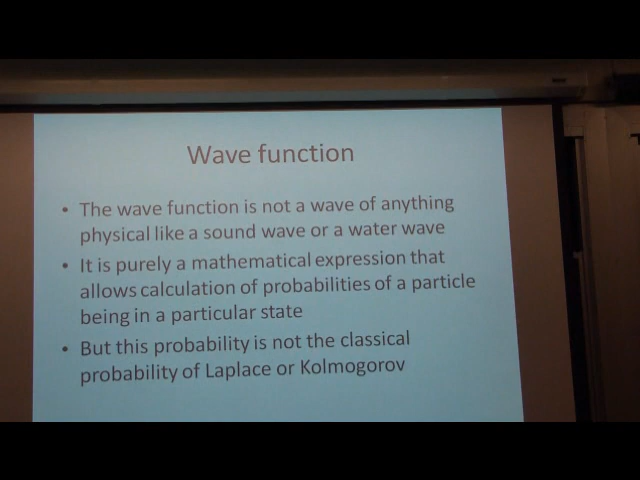 Wave function
• The wave function is not a wave of anything
physical like a sound wave or a water wave
• It is purely a mathematical expression that
allows calculation of probabilities of a particle
being in a particular state
• But this probability is not the classical
probability of Laplace or Kolmogorov